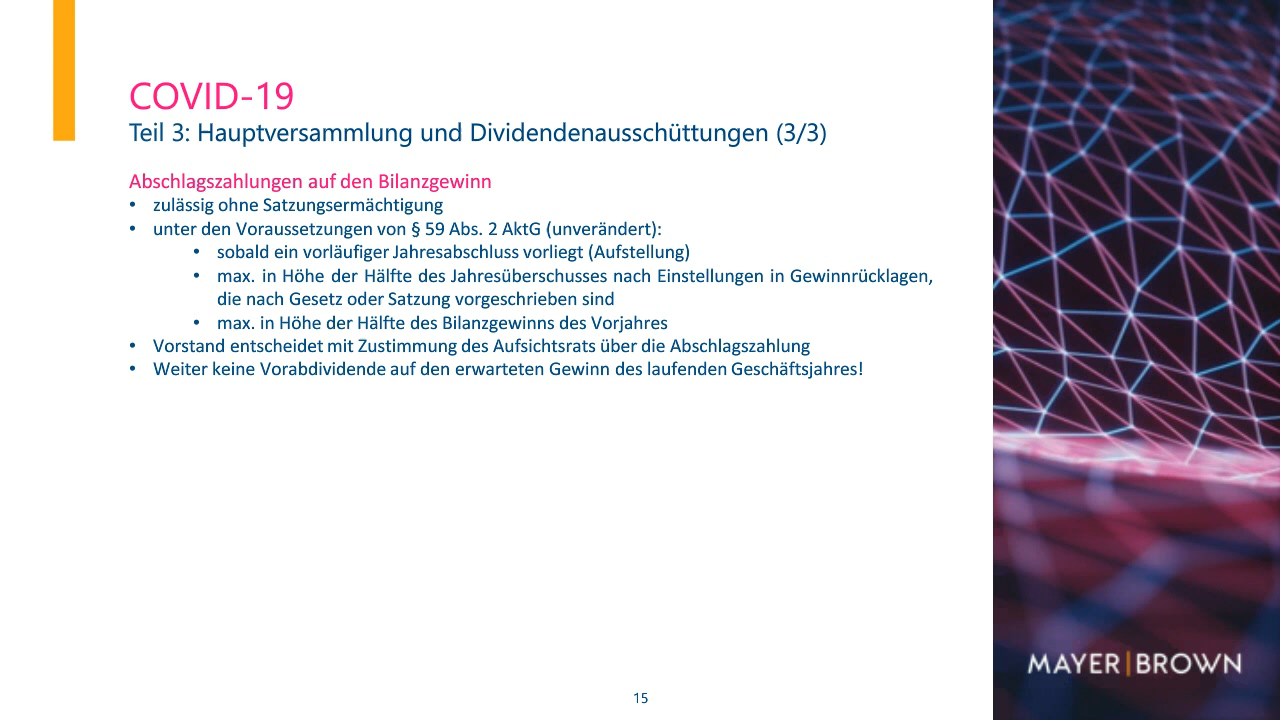 COVID-19
Teil 3: Hauptversammlung und Dividendenausschüttungen (3/3)
Abschlagszahlungen auf den Bilanzgewinn
• zulässig ohne Satzungsermächtigung
• unter den Voraussetzungen von § 59 Abs. 2 AktG (unverändert):
• sobald ein vorläufiger Jahresabschluss vorliegt (Aufstellung)
• max. in Höhe der Hälfte des Jahresüberschusses nach Einstellungen in Gewinnrücklagen,
die nach Gesetz oder Satzung vorgeschrieben sind
• max. in Höhe der Hälfte des Bilanzgewinns des Vorjahres
• Vorstand entscheidet mit Zustimmung des Aufsichtsrats über die Abschlagszahlung
• Weiter keine Vorabdividende auf den erwarteten Gewinn des laufenden Geschäftsjahres!
MAYER|BROWN
15